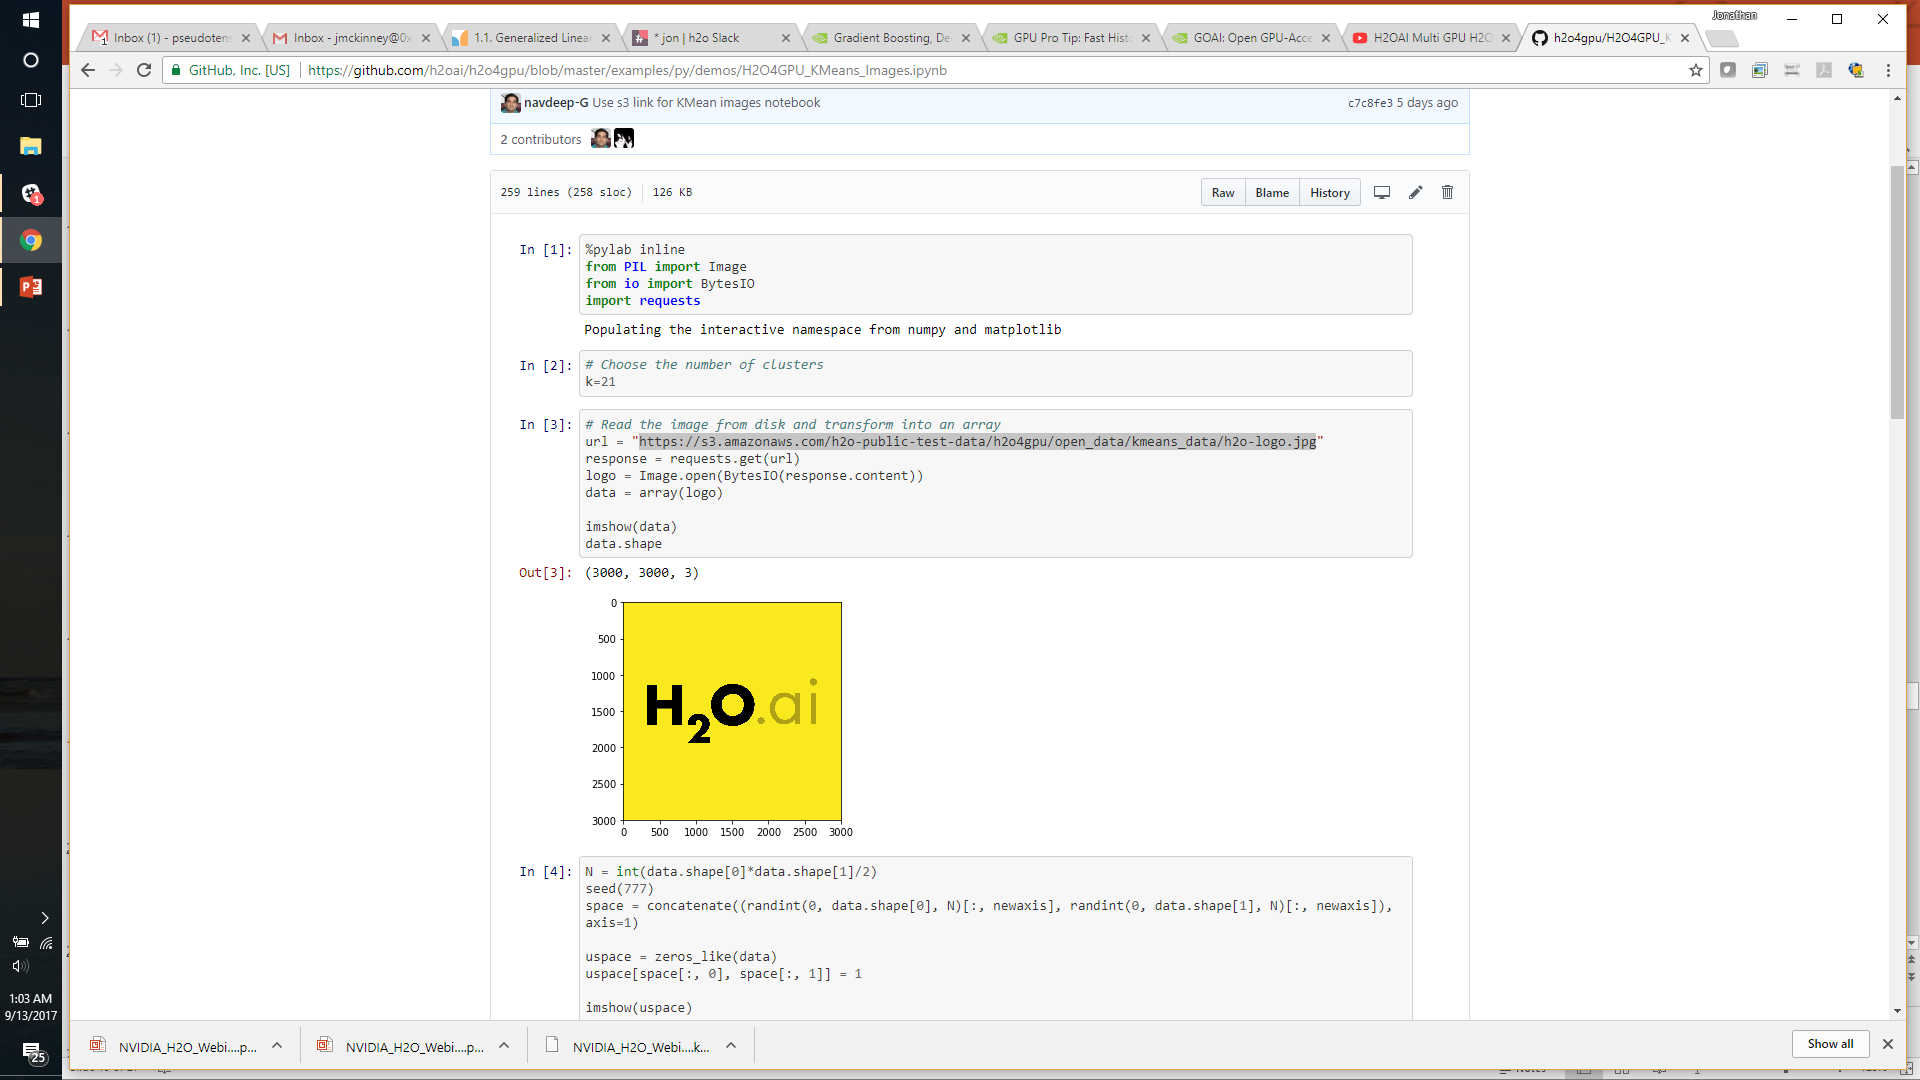 Jonathan
Inbox (1) - pseudotens
Inbox - jmckinney@0x
1.1. Generalized Linear
* jon | h2o Slack
Gradient Boosting, De
GPU Pro Tip: Fast Histo
GOAI: Open GPU-Acce
H2OAI Multi GPU H2O
h2o4gpu/H2O4GPU_K
GitHub, Inc. [US] https://github.com/h2oai/h2o4gpu/blob/master/examples/py/demos/H2O4GPU_KMeans_Images.ipynb
navdeep-G Use s3 link for KMean images notebook c7c8fe3 5 days ago
2 contributors
259 lines (258 sloc) 126 KB Raw Blame History
In [1]: %pylab inline
from PIL import Image
from io import BytesIO
import requests
Populating the interactive namespace from numpy and matplotlib
In [2]: # Choose the number of clusters
k=21
In [3]: # Read the image from disk and transform into an array
url = "https://s3.amazonaws.com/h2o-public-test-data/h2o4gpu/open_data/kmeans_data/h2o-logo.jpg"
response = requests.get(url)
logo = Image.open(BytesIO(response.content))
data = array(logo)
imshow(data)
data.shape
Out[3]: (3000, 3000, 3)
0
500
1000
1500
2000
2500
3000
H2O.ai
0 500 1000 1500 2000 2500 3000
In [4]: N = int(data.shape[0]*data.shape[1]/2)
seed(777)
space = concatenate((randint(0, data.shape[0], N)[:, newaxis], randint(0, data.shape[1], N)[:, newaxis]),
axis=1)
uspace = zeros_like(data)
uspace[space[:, 0], space[:, 1]] = 1
imshow(uspace)
NVIDIA_H2O_Webi....p...
NVIDIA_H2O_Webi....p...
NVIDIA_H2O_Webi....k...
Show all
1:03 AM
9/13/2017
25